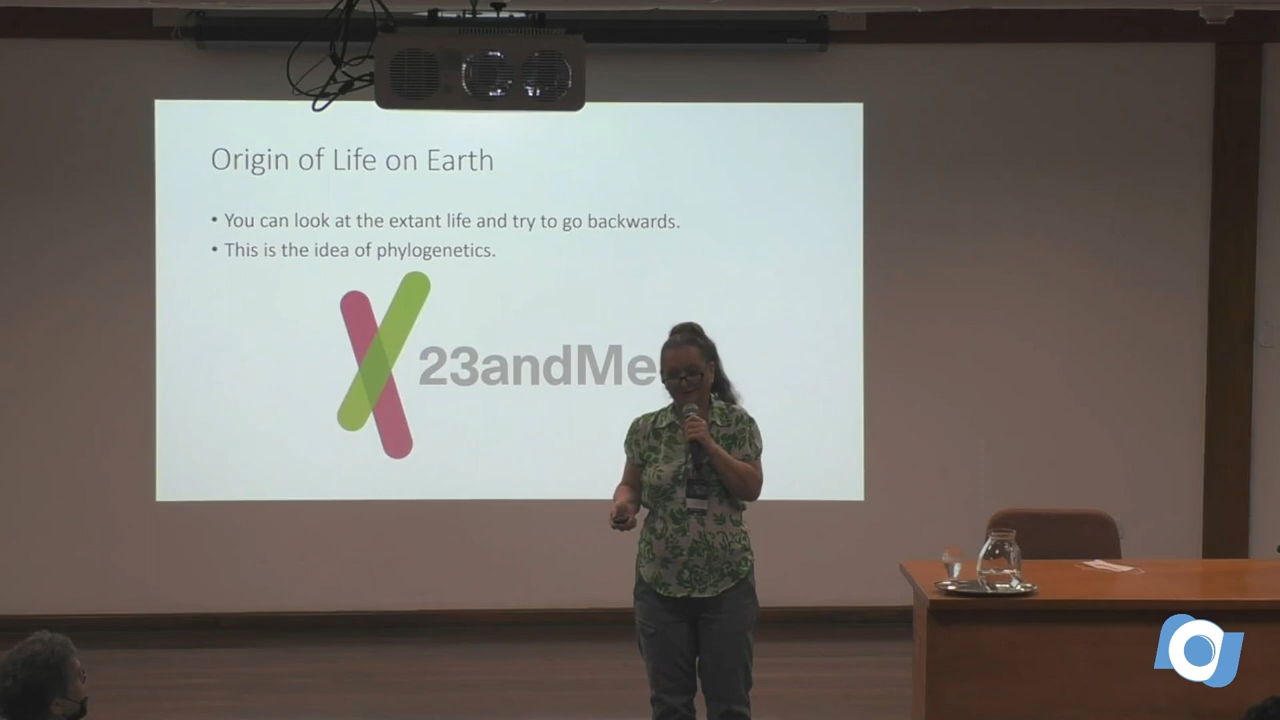 Origin of Life on Earth
• You can look at the extant life and try to go backwards.
• This is the idea of phylogenetics.
23andMe